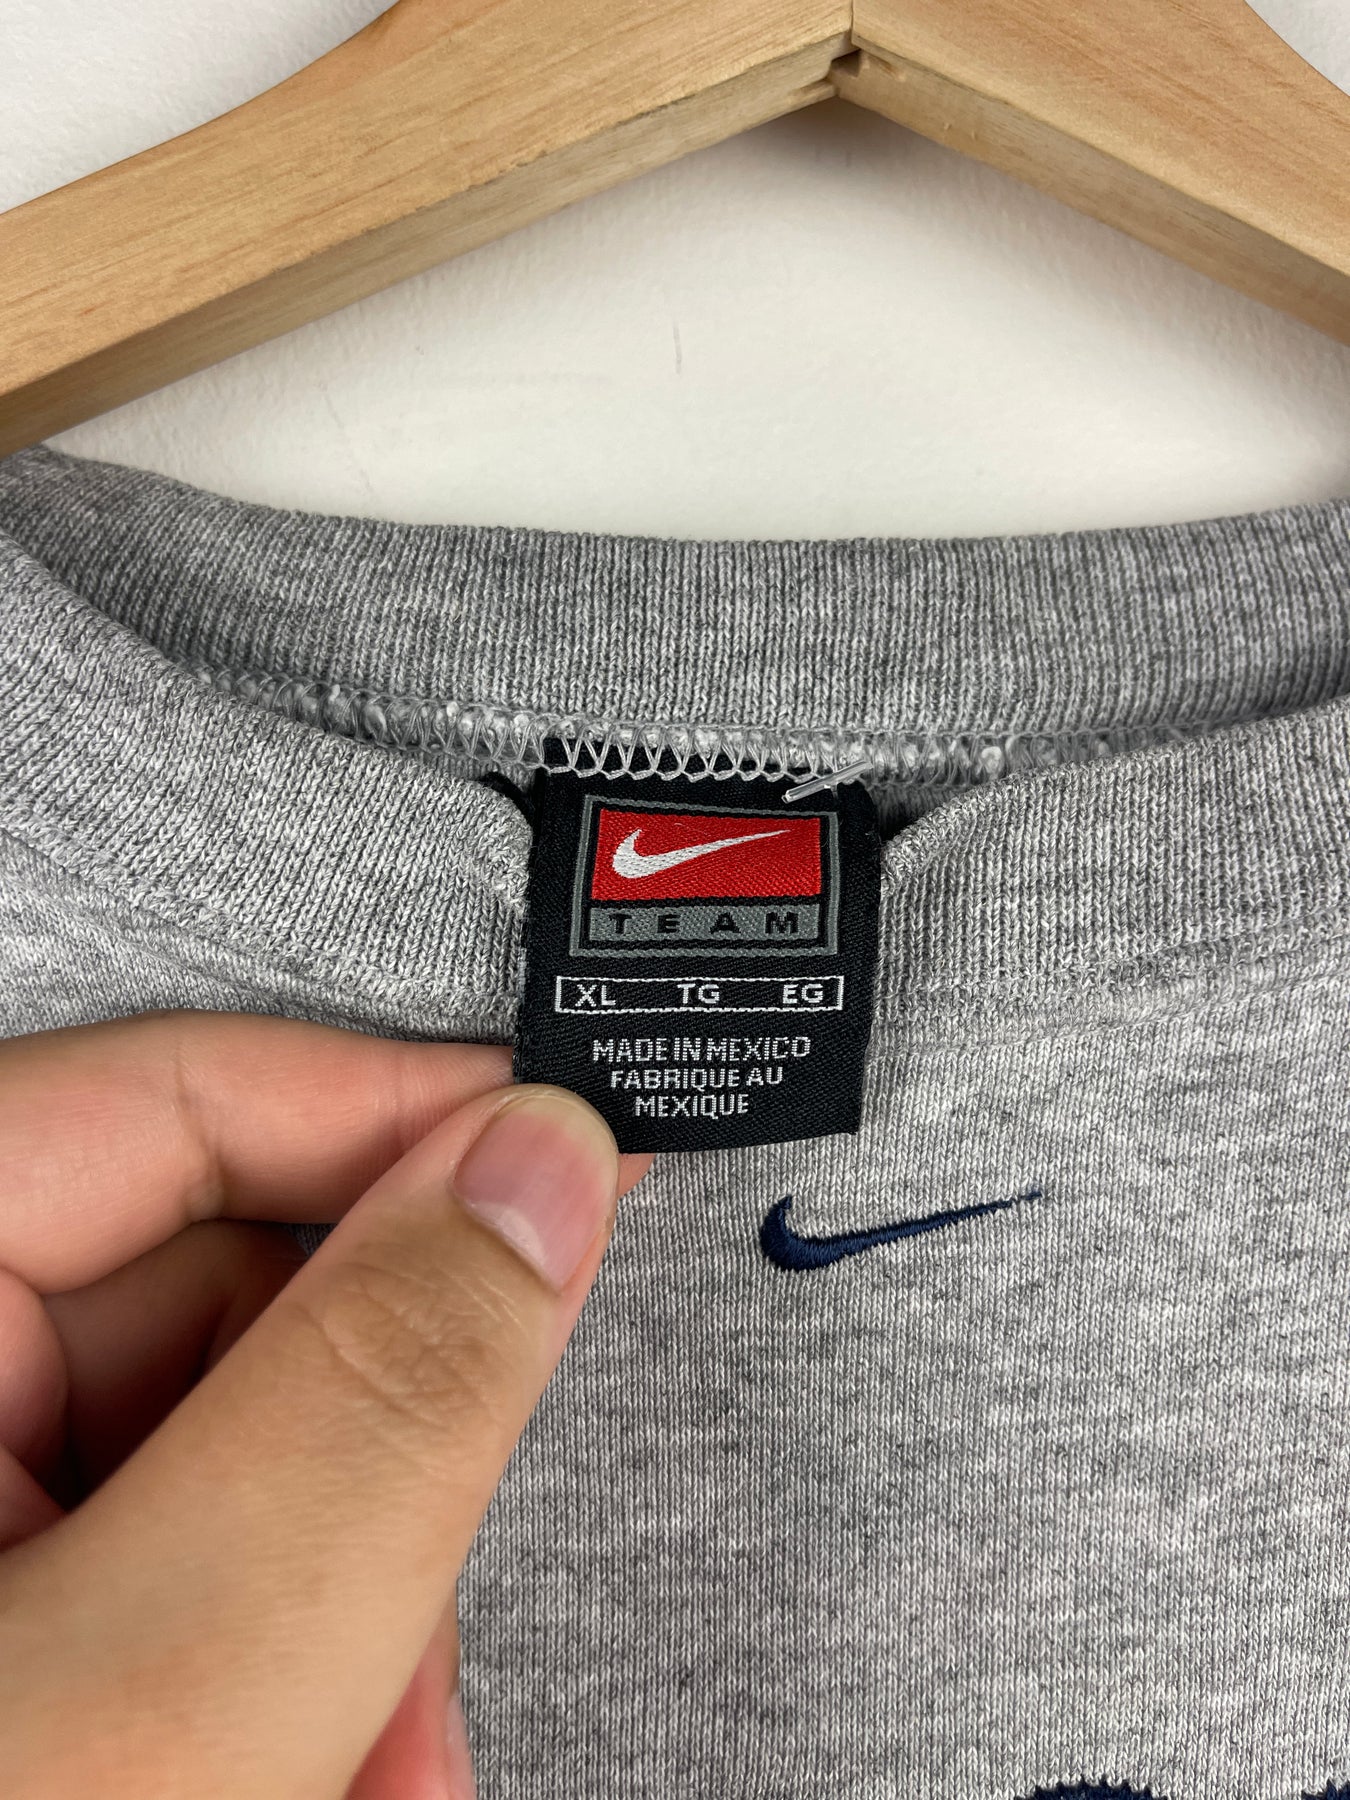 TEAM
XL TG EG
MADE IN MEXICO
FABRIQUE AU
MEXIQUE